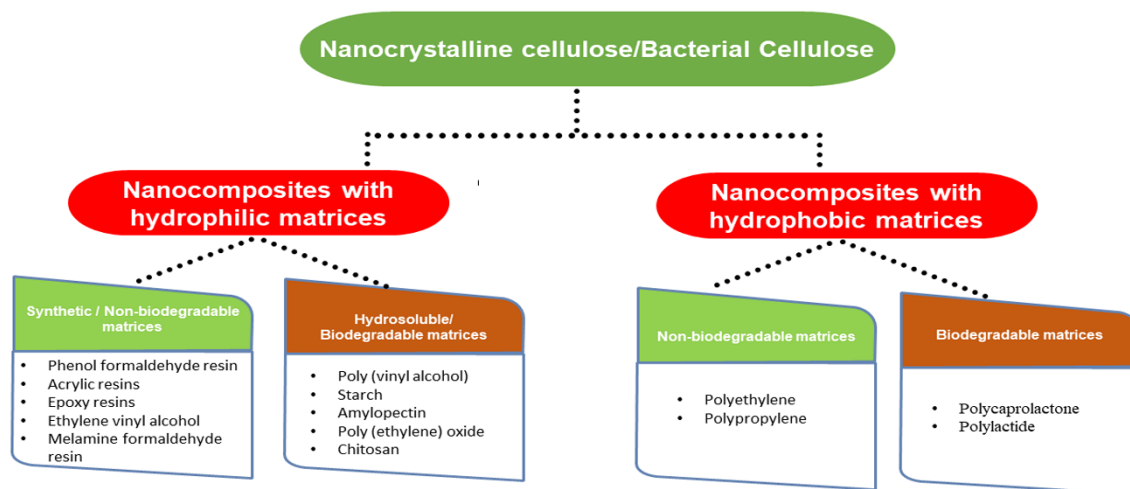 Nanocrystalline cellulose/Bacterial Cellulose
Nanocomposites with
hydrophilic matrices
Nanocomposites with
hydrophobic matrices
Synthetic / Non-biodegradable
matrices
• Phenol formaldehyde resin
• Acrylic resins
• Epoxy resins
• Ethylene vinyl alcohol
• Melamine formaldehyde
resin
Hydrosoluble/
Biodegradable matrices
• Poly (vinyl alcohol)
• Starch
• Amylopectin
• Poly (ethylene) oxide
• Chitosan
Non-biodegradable matrices
• Polyethylene
• Polypropylene
Biodegradable matrices
• Polycaprolactone
• Polylactide